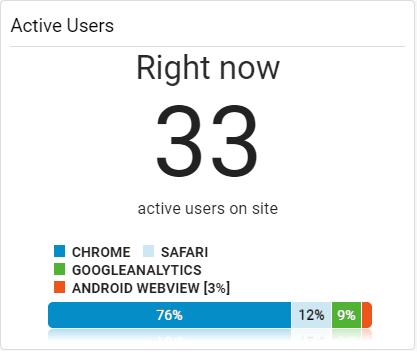 Active Users
Right now
33
active users on site
CHROME SAFARI
GOOGLEANALYTICS
ANDROID WEBVIEW [3%]
76% 12% 9%